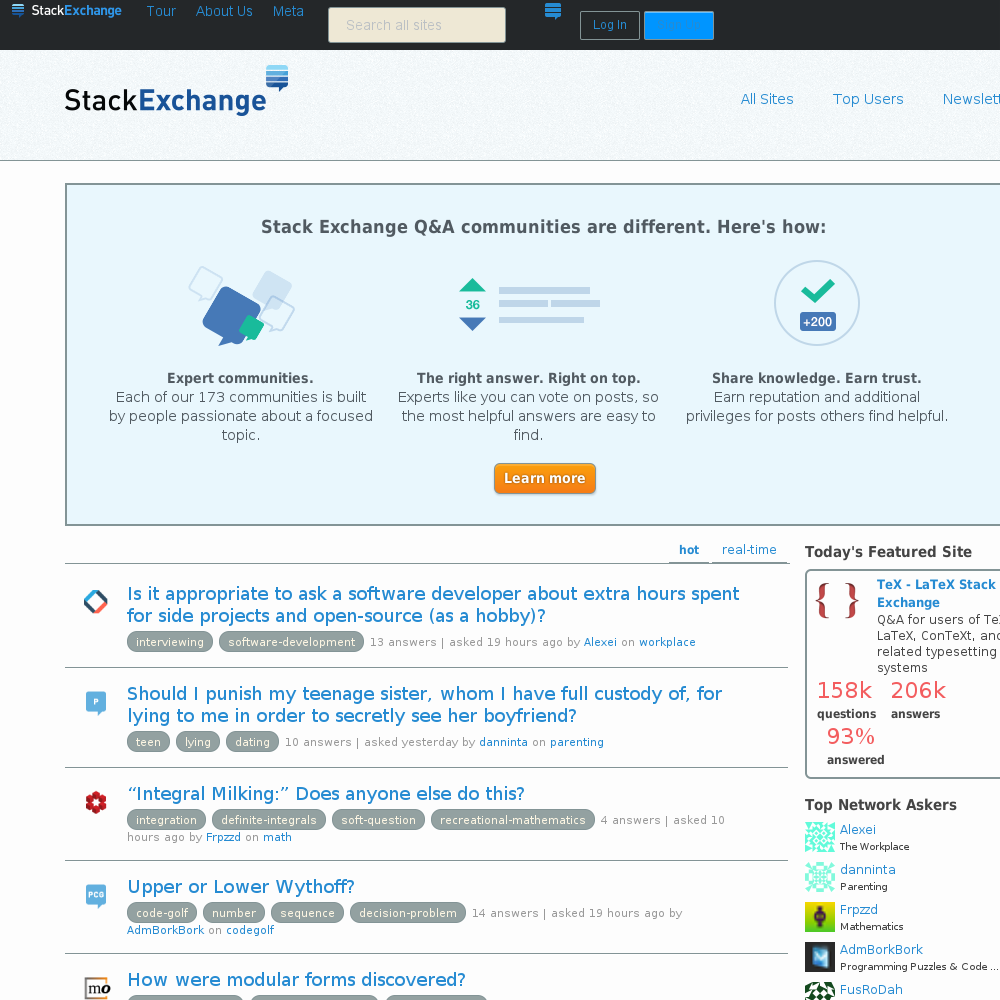 StackExchange Tour About Us Meta Search all sites Log In
StackExchange
All Sites Top Users
Stack Exchange Q&A communities are different. Here's how:
36
+200
Expert communities.
Each of our 173 communities is built
by people passionate about a focused
topic.
The right answer. Right on top.
Experts like you can vote on posts, so
the most helpful answers are easy to
find.
Share knowledge. Earn trust.
Earn reputation and additional
privileges for posts others find helpful.
Learn more
hot real-time
Is it appropriate to ask a software developer about extra hours spent
for side projects and open-source (as a hobby)?
interviewing software-development 13 answers | asked 19 hours ago by Alexei on workplace
P
Should I punish my teenage sister, whom I have full custody of, for
lying to me in order to secretly see her boyfriend?
teen lying dating 10 answers | asked yesterday by danninta on parenting
“Integral Milking:” Does anyone else do this?
integration definite-integrals soft-question recreational-mathematics 4 answers | asked 10
hours ago by Frpzzd on math
PCG
Upper or Lower Wythoff?
code-golf number sequence decision-problem 14 answers | asked 19 hours ago by
AdmBorkBork on codegolf
mo
How were modular forms discovered?
Today's Featured Site
{ }
TeX - LaTeX Stack
Exchange
Q&A for users of
LaTeX, ConTeXt,
related typesetting
systems
158k 206k
questions answers
93%
answered
Top Network Askers
Alexei
The Workplace
danninta
Parenting
Frpzzd
Mathematics
AdmBorkBork
Programming Puzzles & Code ...
FusRoDah